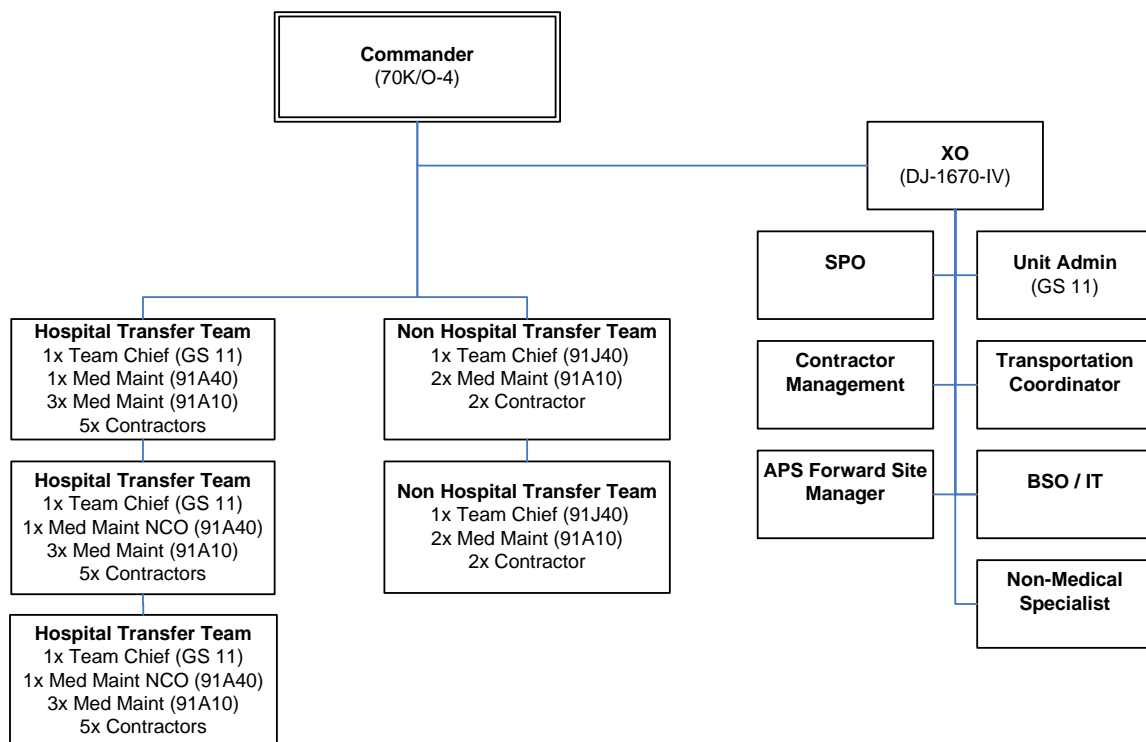 Commander
(70K/O-4)
XO
(DJ-1670-IV)
SPO
Unit Admin
(GS 11)
Contractor
Management
Transportation
Coordinator
APS Forward Site
Manager
BSO / IT
Non-Medical
Specialist
Hospital Transfer Team
1x Team Chief (GS 11)
1x Med Maint (91A40)
3x Med Maint (91A10)
5x Contractors
Hospital Transfer Team
1x Team Chief (GS 11)
1x Med Maint NCO (91A40)
3x Med Maint (91A10)
5x Contractors
Hospital Transfer Team
1x Team Chief (GS 11)
1x Med Maint NCO (91A40)
3x Med Maint (91A10)
5x Contractors
Non Hospital Transfer Team
1x Team Chief (91J40)
2x Med Maint (91A10)
2x Contractor
Non Hospital Transfer Team
1x Team Chief (91J40)
2x Med Maint (91A10)
2x Contractor